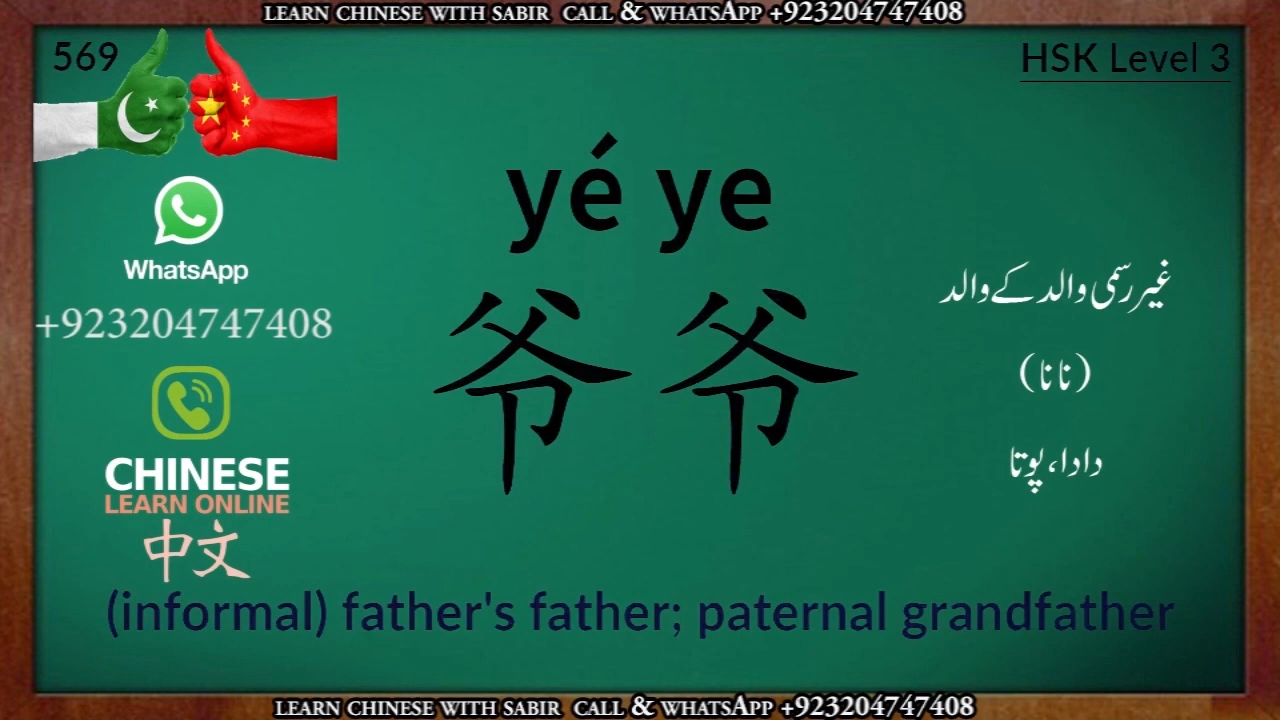 LEARN CHINESE WITH SABIR CALL & WHATSAPP +923204747408
569
HSK Level 3
yé ye
爷爷
WhatsApp
+923204747408
غیر رسمی والد کے والد
(نانا)
دادا، پوتا
CHINESE
LEARN ONLINE
中文
(informal) father's father; paternal grandfather
LEARN CHINESE WITH SABIR CALL & WHATSAPP +923204747408